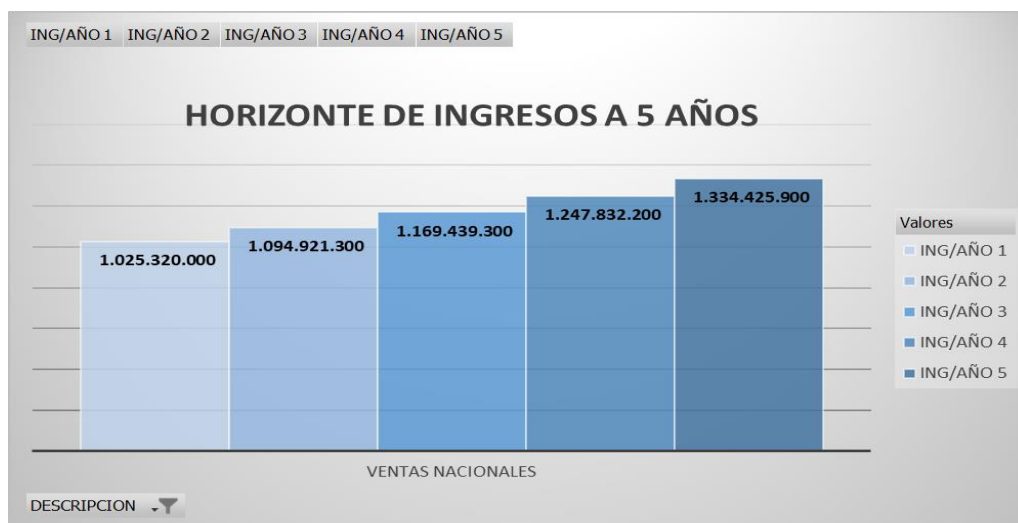 ING/AÑO 1 ING/AÑO 2 ING/AÑO 3 ING/AÑO 4 ING/AÑO 5
HORIZONTE DE INGRESOS A 5 AÑOS
1.025.320.000
1.094.921.300
1.169.439.300
1.247.832.200
1.334.425.900
VENTAS NACIONALES
Valores
ING/AÑO 1
ING/AÑO 2
ING/AÑO 3
ING/AÑO 4
ING/AÑO 5
DESCRIPCION